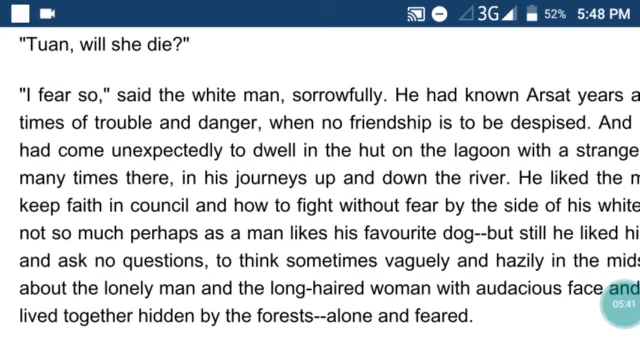 3G 52% 5:48 PM
"Tuan, will she die?"
"I fear so," said the white man, sorrowfully. He had known Arsat years
times of trouble and danger, when no friendship is to be despised. And
had come unexpectedly to dwell in the hut on the lagoon with a strange
many times there, in his journeys up and down the river. He liked the
keep faith in council and how to fight without fear by the side of his white
not so much perhaps as a man likes his favourite dog--but still he liked
and ask no questions, to think sometimes vaguely and hazily in the
about the lonely man and the long-haired woman with audacious face and
05:41
lived together hidden by the forests--alone and feared.